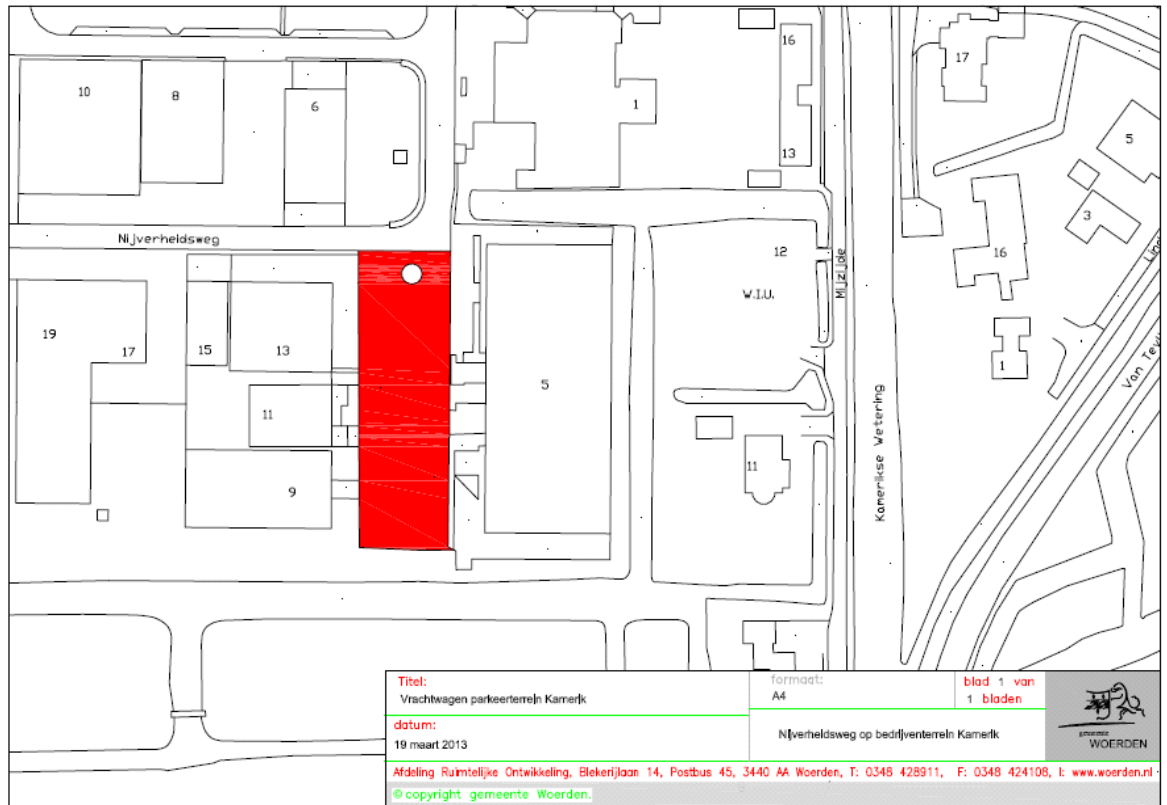 16
17
10
8
6
1
5
13
3
Nijverheidsweg
12
16
Mijzijde
W.I.U.
19
17
15
13
1
5
Van Tey
11
Kamerikse Wetering
11
9
Titel:
Vrachtwagen parkeerterrein Kamerik
formaat:
A4
blad 1 van
1 bladen
datum:
19 maart 2013
Nijverheidsweg op bedrijventerrein Kamerik
gemeente
WOERDEN
Afdeling Ruimtelijke Ontwikkeling, Blekerijlaan 14, Postbus 45, 3440 AA Woerden, T: 0348 428911, F: 0348 424108, I: www.woerden.nl
© copyright gemeente Woerden.